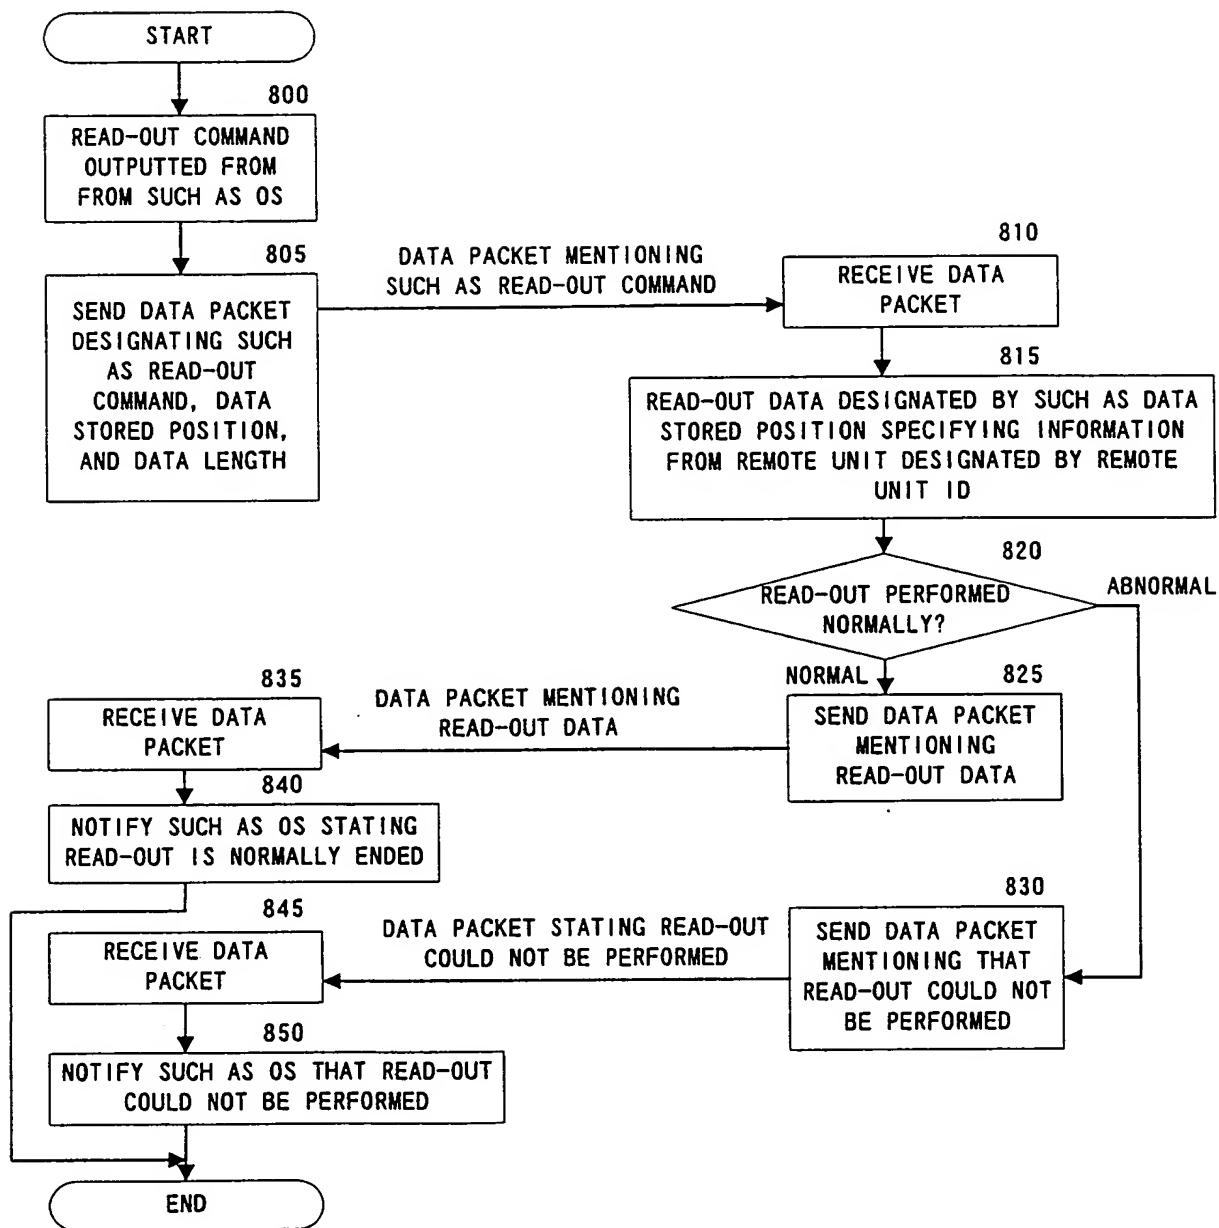 START
800
READ-OUT COMMAND
OUTPUTTED FROM
FROM SUCH AS OS
805
SEND DATA PACKET
DESIGNATING SUCH
AS READ-OUT
COMMAND, DATA
STORED POSITION,
AND DATA LENGTH
DATA PACKET MENTIONING
SUCH AS READ-OUT COMMAND
810
RECEIVE DATA
PACKET
815
READ-OUT DATA DESIGNATED BY SUCH AS DATA
STORED POSITION SPECIFYING INFORMATION
FROM REMOTE UNIT DESIGNATED BY REMOTE
UNIT ID
820
READ-OUT PERFORMED
NORMALLY?
ABNORMAL
NORMAL
825
SEND DATA PACKET
MENTIONING
READ-OUT DATA
DATA PACKET MENTIONING
READ-OUT DATA
835
RECEIVE DATA
PACKET
840
NOTIFY SUCH AS OS STATING
READ-OUT IS NORMALLY ENDED
830
SEND DATA PACKET
MENTIONING THAT
READ-OUT COULD NOT
BE PERFORMED
DATA PACKET STATING READ-OUT
COULD NOT BE PERFORMED
845
RECEIVE DATA
PACKET
850
NOTIFY SUCH AS OS THAT READ-OUT
COULD NOT BE PERFORMED
END